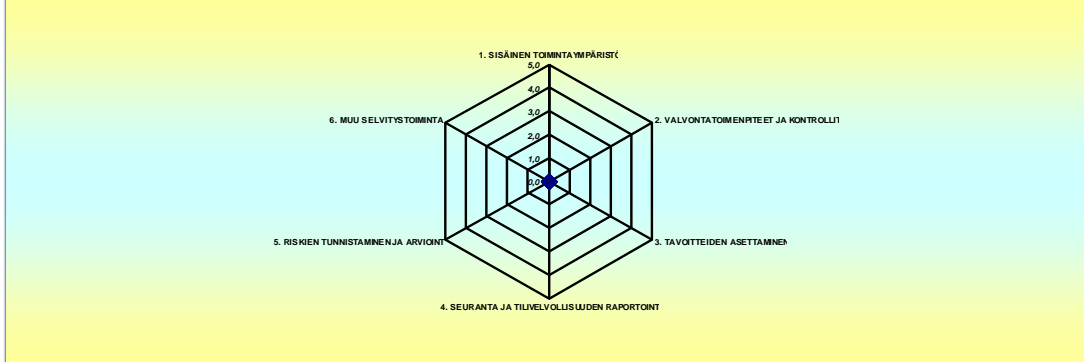 1. SISÄINEN TOIMINTAYMPÄRISTÖ
5,0
4,0
6. MUU SELVITYSTOIMINTA
2. VALVONTATOIMENPITEET JA KONTROLLIT
3,0
2,0
1,0
0,0
5. RISKIEN TUNNISTAMINEN JA ARVIOINT
3. TAVOITTEIDEN ASETTAMINEN
4. SEURANTA JA TILIVELVOLLISUUDEN RAPORTOINT